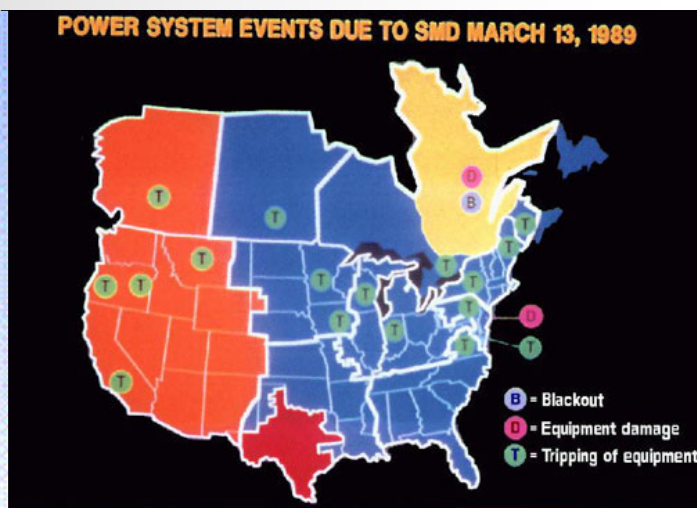 POWER SYSTEM EVENTS DUE TO SMD MARCH 13, 1989
D
T
B
T
T
T
T
T
T
T
T
T
T
T
D
T
T
T
T
T
B = Blackout
D = Equipment damage
T = Tripping of equipment